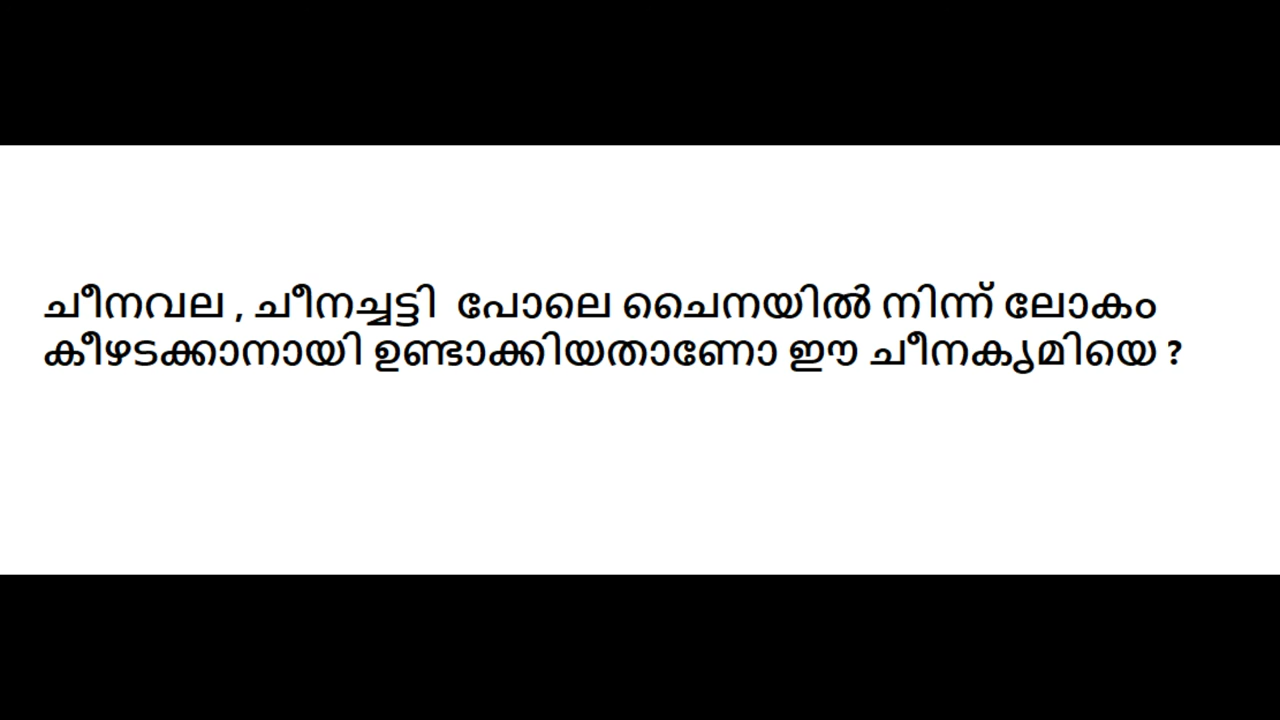 ചീനവല , ചീനച്ചട്ടി പോലെ ചൈനയിൽ നിന്ന് ലോകം
കീഴടക്കാനായി ഉണ്ടാക്കിയതാണോ ഈ ചീനകൃമിയെ ?